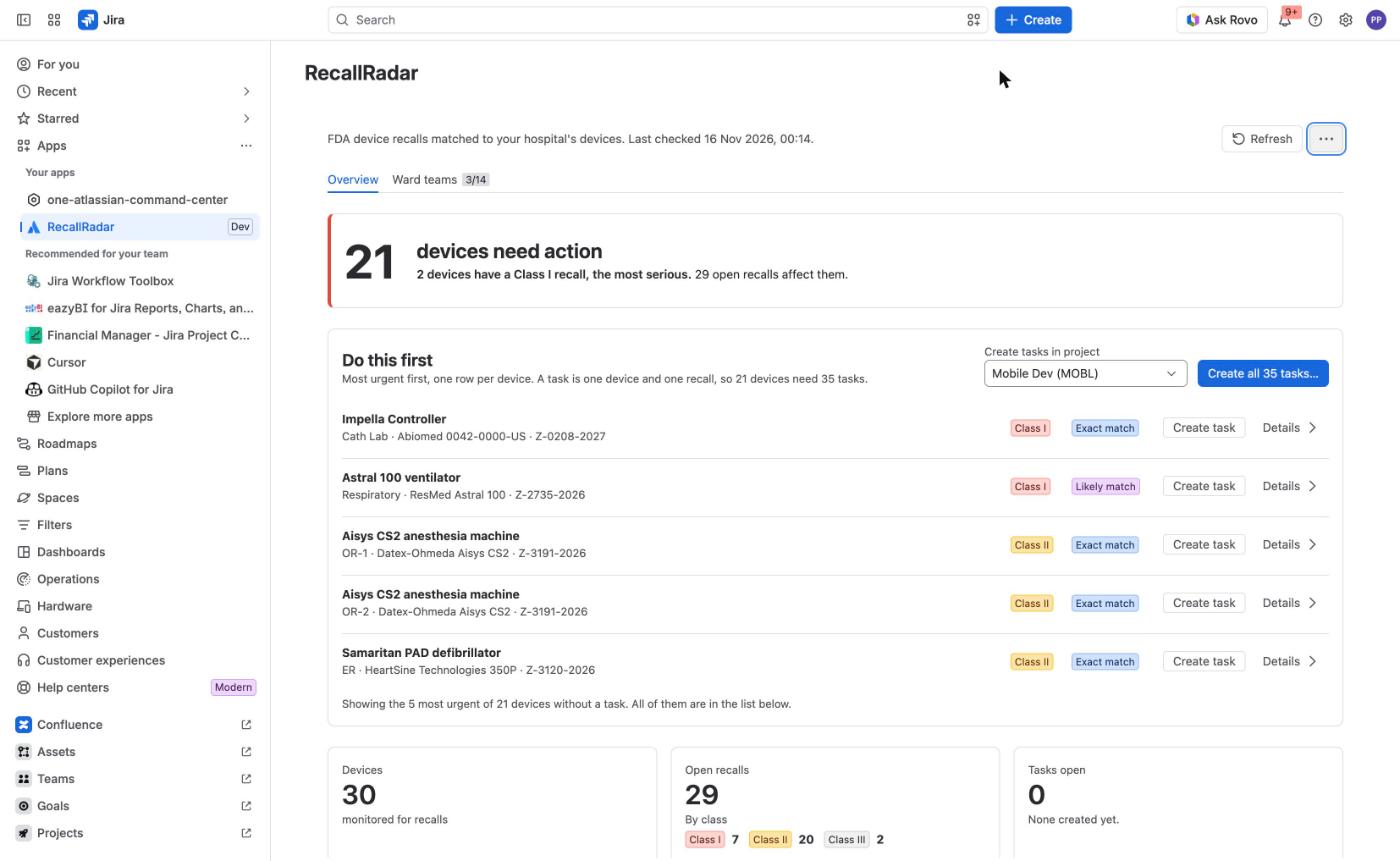 Jira
Search
+ Create
Ask Rovo
9+
PP
For you
Recent
Starred
Apps
Your apps
one-atlassian-command-center
RecallRadar Dev
Recommended for your team
Jira Workflow Toolbox
eazyBI for Jira Reports, Charts, an...
Financial Manager - Jira Project C...
Cursor
GitHub Copilot for Jira
Explore more apps
Roadmaps
Plans
Spaces
Filters
Dashboards
Operations
Hardware
Customers
Customer experiences
Help centers Modern
Confluence
Assets
Teams
Goals
Projects
RecallRadar
FDA device recalls matched to your hospital's devices. Last checked 16 Nov 2026, 00:14.
Refresh
Overview Ward teams 3/14
21 devices need action
2 devices have a Class I recall, the most serious. 29 open recalls affect them.
Do this first
Most urgent first, one row per device. A task is one device and one recall, so 21 devices need 35 tasks.
Create tasks in project
Mobile Dev (MOBL)
Create all 35 tasks...
Impella Controller
Cath Lab · Abiomed 0042-0000-US · Z-0208-2027
Class I Exact match Create task Details
Astral 100 ventilator
Respiratory · ResMed Astral 100 · Z-2735-2026
Class I Likely match Create task Details
Aisys CS2 anesthesia machine
OR-1 · Datex-Ohmeda Aisys CS2 · Z-3191-2026
Class II Exact match Create task Details
Aisys CS2 anesthesia machine
OR-2 · Datex-Ohmeda Aisys CS2 · Z-3191-2026
Class II Exact match Create task Details
Samaritan PAD defibrillator
ER · HeartSine Technologies 350P · Z-3120-2026
Class II Exact match Create task Details
Showing the 5 most urgent of 21 devices without a task. All of them are in the list below.
Devices
30
monitored for recalls
Open recalls
29
By class
Class I 7 Class II 20 Class III 2
Tasks open
0
None created yet.